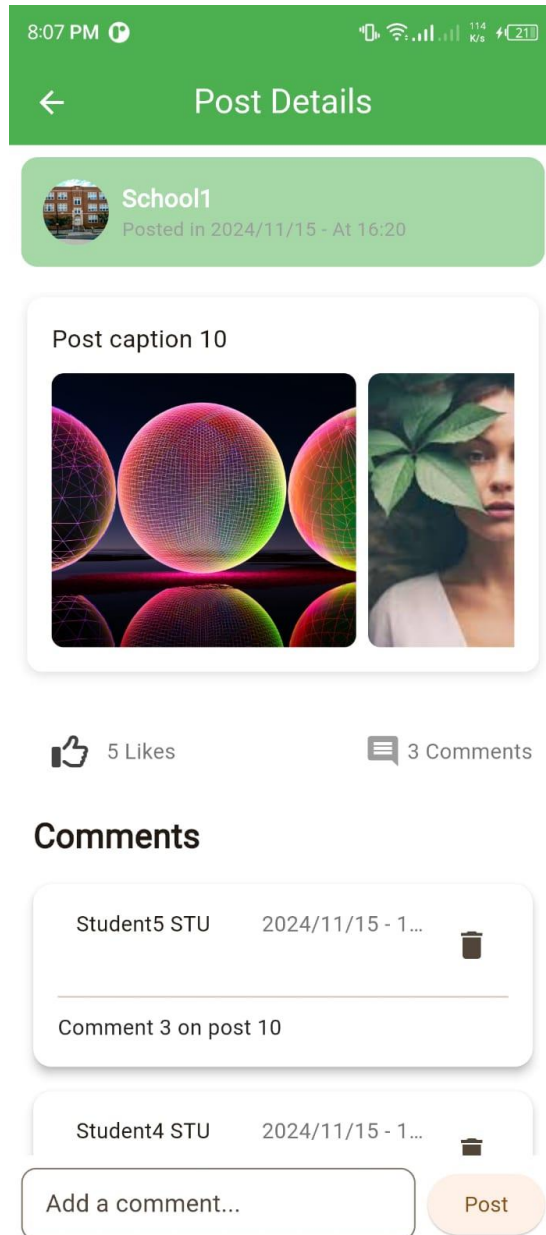 8:07 PM 114 K/s 21
Post Details
School1
Posted in 2024/11/15 - At 16:20
Post caption 10
5 Likes 3 Comments
Comments
Student5 STU 2024/11/15 - 1...
Comment 3 on post 10
Student4 STU 2024/11/15 - 1...
Add a comment... Post